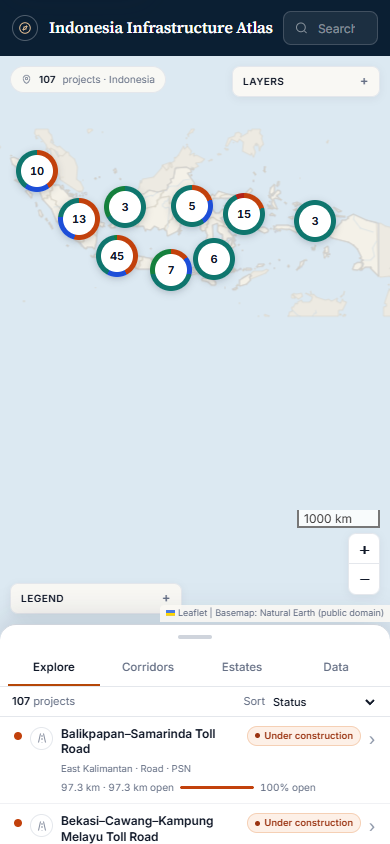 Indonesia Infrastructure Atlas
Search
107 projects · Indonesia
LAYERS +
10
13
3
5
15
3
45
7
6
1000 km
+
−
LEGEND +
Leaflet | Basemap: Natural Earth (public domain)
Explore Corridors Estates Data
107 projects Sort Status
Balikpapan–Samarinda Toll Road
Under construction
East Kalimantan · Road · PSN
97.3 km · 97.3 km open 100% open
Bekasi–Cawang–Kampung Melayu Toll Road
Under construction